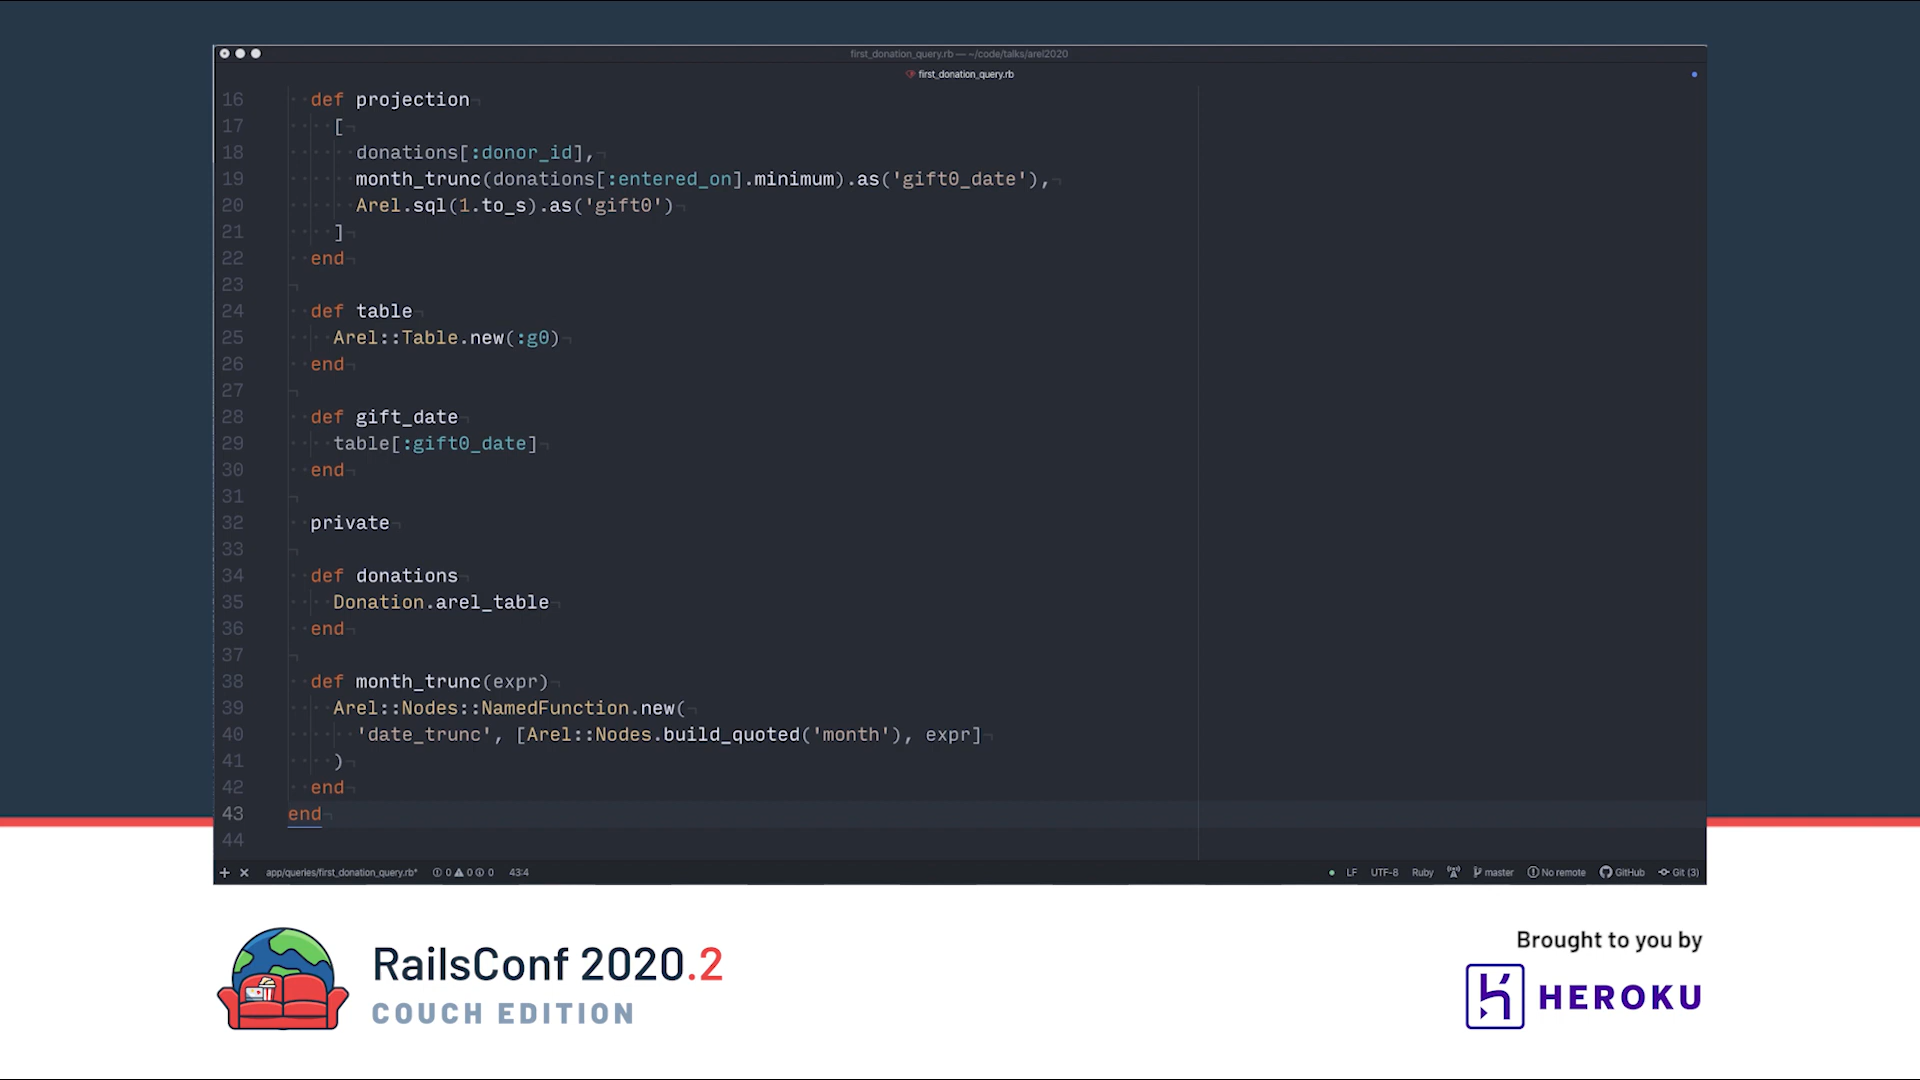 first_donation_query.rb — ~/code/talks/arel2020
first_donation_query.rb
16 def projection
17 [
18 donations[:donor_id],
19 month_trunc(donations[:entered_on].minimum).as('gift0_date'),
20 Arel.sql(1.to_s).as('gift0')
21 ]
22 end
23
24 def table
25 Arel::Table.new(:g0)
26 end
27
28 def gift_date
29 table[:gift0_date]
30 end
31
32 private
33
34 def donations
35 Donation.arel_table
36 end
37
38 def month_trunc(expr)
39 Arel::Nodes::NamedFunction.new(
40 'date_trunc', [Arel::Nodes.build_quoted('month'), expr]
41 )
42 end
43 end
44
app/queries/first_donation_query.rb* 0 0 0 43:4 LF UTF-8 Ruby master No remote GitHub Git (3)
RailsConf 2020.2
COUCH EDITION
Brought to you by
HEROKU